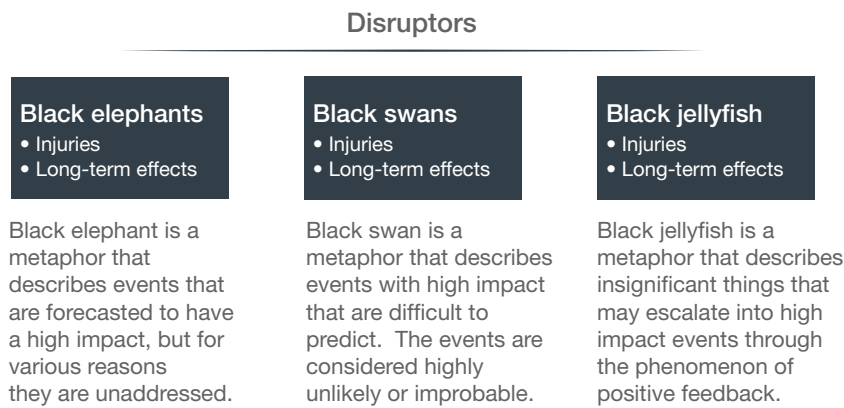 Disruptors
Black elephants
• Injuries
• Long-term effects
Black swans
• Injuries
• Long-term effects
Black jellyfish
• Injuries
• Long-term effects
Black elephant is a
metaphor that
describes events that
are forecasted to have
a high impact, but for
various reasons
they are unaddressed.
Black swan is a
metaphor that describes
events with high impact
that are difficult to
predict.  The events are
considered highly
unlikely or improbable.
Black jellyfish is a
metaphor that describes
insignificant things that
may escalate into high
impact events through
the phenomenon of
positive feedback.